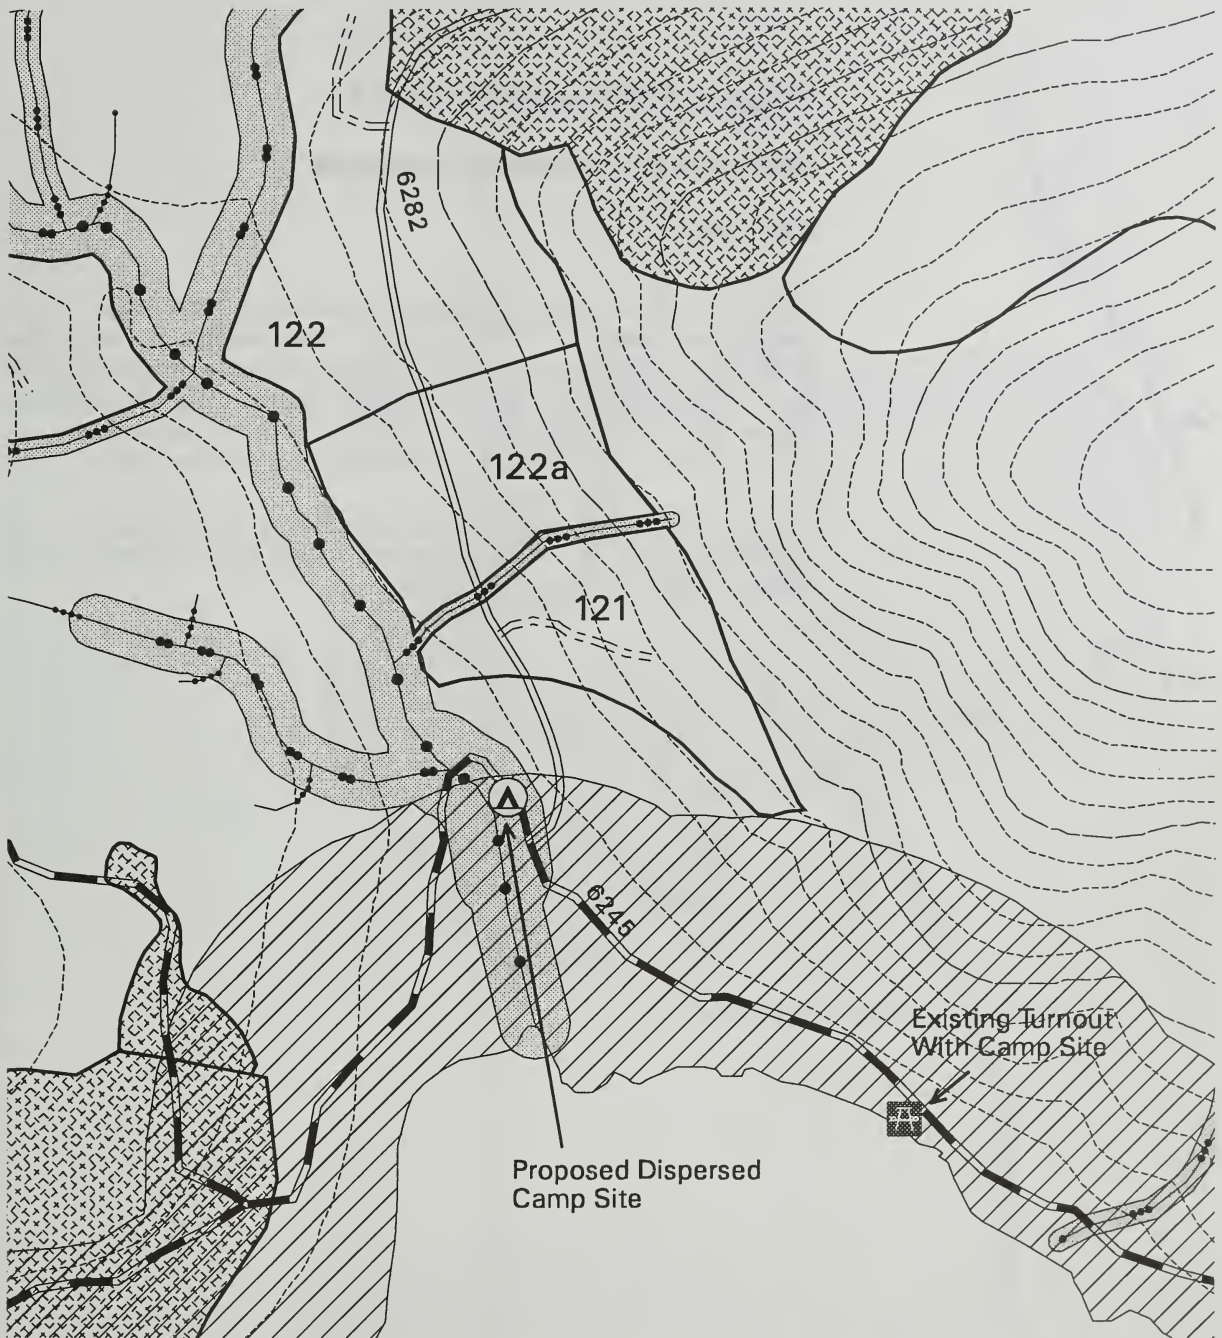 6282
122
122a
121
6245
Existing Turnout
With Camp Site
Proposed Dispersed
Camp Site